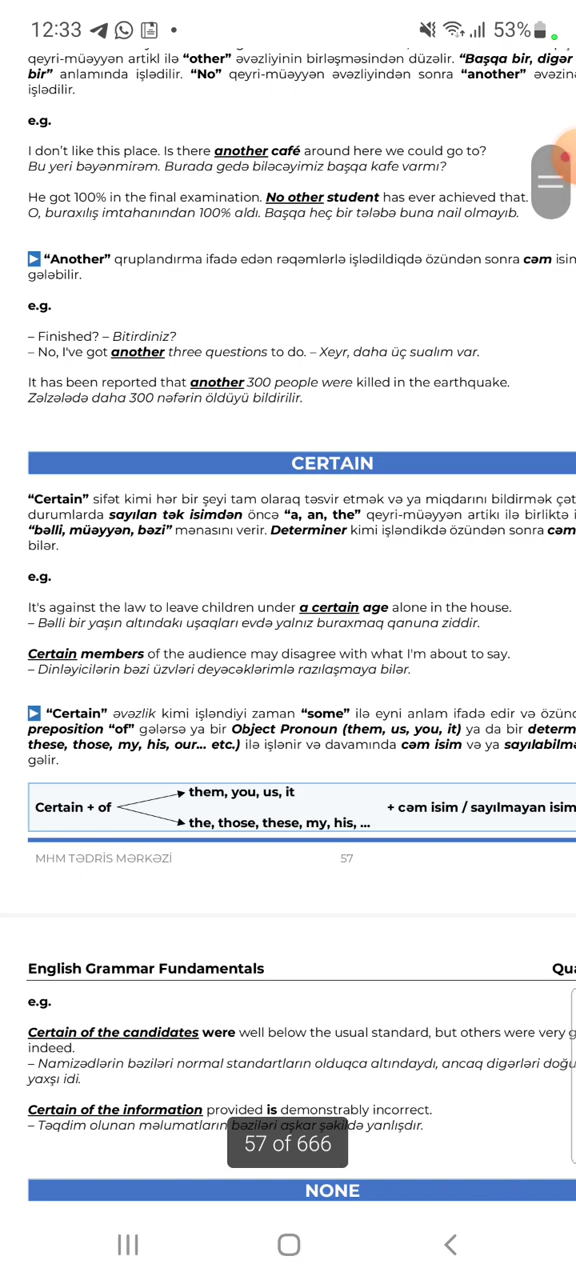 12:33
53%
qeyri-müəyyən artikl ilə “other” əvəzliyinin birləşməsindən düzəlir. “Başqa bir, digər
bir” anlamında işlədilir. “No” qeyri-müəyyən əvəzliyindən sonra “another” əvəzinə
işlədilir.
e.g.
I don’t like this place. Is there another café around here we could go to?
Bu yeri bəyənmirəm. Burada gedə biləcəyimiz başqa kafe varmı?
He got 100% in the final examination. No other student has ever achieved that.
O, buraxılış imtahanından 100% aldı. Başqa heç bir tələbə buna nail olmayıb.
“Another” qruplandırma ifadə edən rəqəmlərlə işlədildiqdə özündən sonra cəm isim
gələbilir.
e.g.
– Finished? – Bitirdiniz?
– No, I've got another three questions to do. – Xeyr, daha üç sualım var.
It has been reported that another 300 people were killed in the earthquake.
Zəlzələdə daha 300 nəfərin öldüyü bildirilir.
CERTAIN
“Certain” sifət kimi hər bir şeyi tam olaraq təsvir etmək və ya miqdarını bildirmək çət
durumlarda sayılan tək isimdən öncə “a, an, the” qeyri-müəyyən artikı ilə birliktə i
“bəlli, müəyyən, bəzi” mənasını verir. Determiner kimi işləndikdə özündən sonra cəm
bilər.
e.g.
It's against the law to leave children under a certain age alone in the house.
– Bəlli bir yaşın altındakı uşaqları evdə yalnız buraxmaq qanuna ziddir.
Certain members of the audience may disagree with what I'm about to say.
– Dinləyicilərin bəzi üzvləri deyəcəklərimlə razılaşmaya bilər.
“Certain” əvəzlik kimi işləndiyi zaman “some” ilə eyni anlam ifadə edir və özünd
preposition “of” gələrsə ya bir Object Pronoun (them, us, you, it) ya da bir determ
these, those, my, his, our... etc.) ilə işlənir və davamında cəm isim və ya sayılabilmə
gəlir.
them, you, us, it
Certain + of + cəm isim / sayılmayan isim
the, those, these, my, his, ...
MHM TƏDRİS MƏRKƏZİ 57
English Grammar Fundamentals Qua
e.g.
Certain of the candidates were well below the usual standard, but others were very g
indeed.
– Namizədlərin bəziləri normal standartların olduqca altındaydı, ancaq digərləri doğu
yaxşı idi.
Certain of the information provided is demonstrably incorrect.
– Təqdim olunan məlumatların bəziləri aşkar şəkildə yanlışdır.
57 of 666
NONE